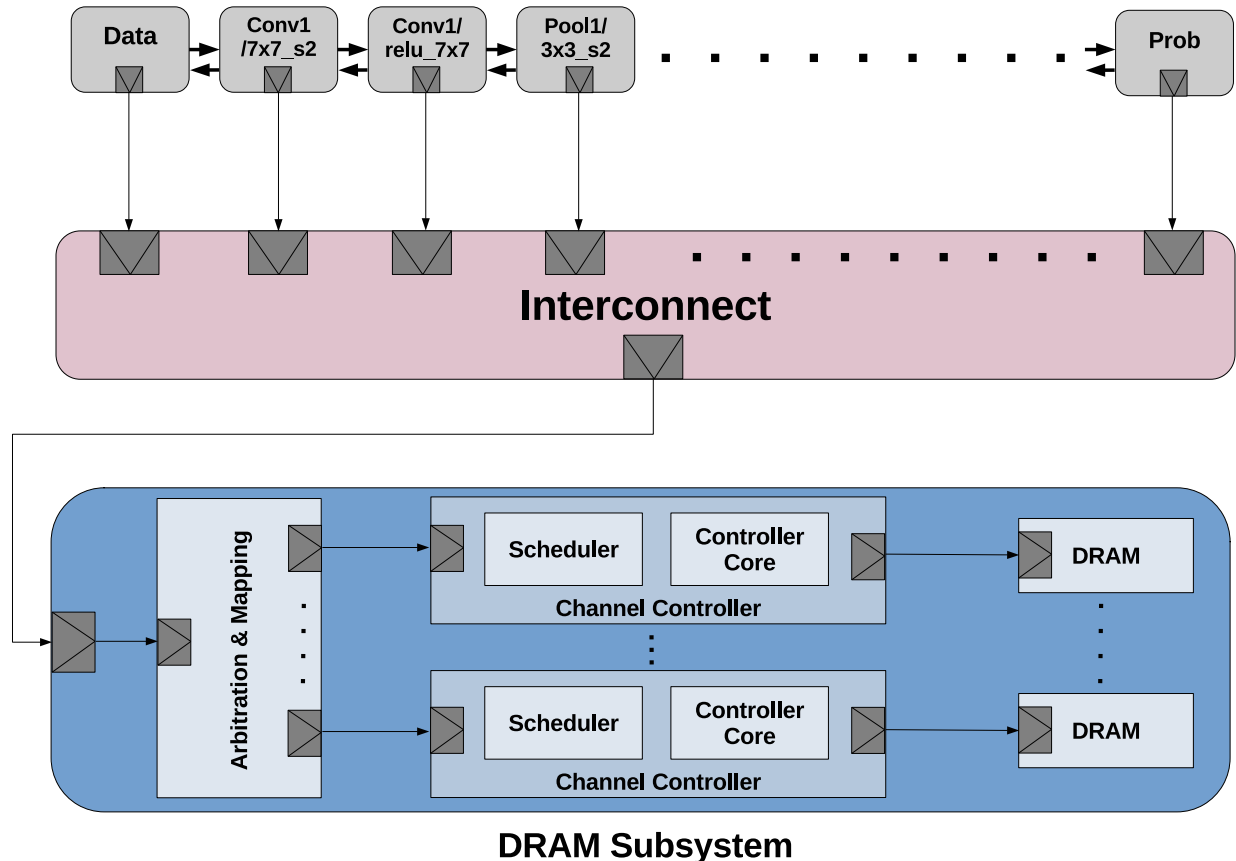 Data
Conv1
/7x7_s2
Conv1/
relu_7x7
Pool1/
3x3_s2
Prob
Interconnect
Arbitration & Mapping
Scheduler
Controller
Core
Channel Controller
DRAM
Scheduler
Controller
Core
Channel Controller
DRAM
DRAM Subsystem